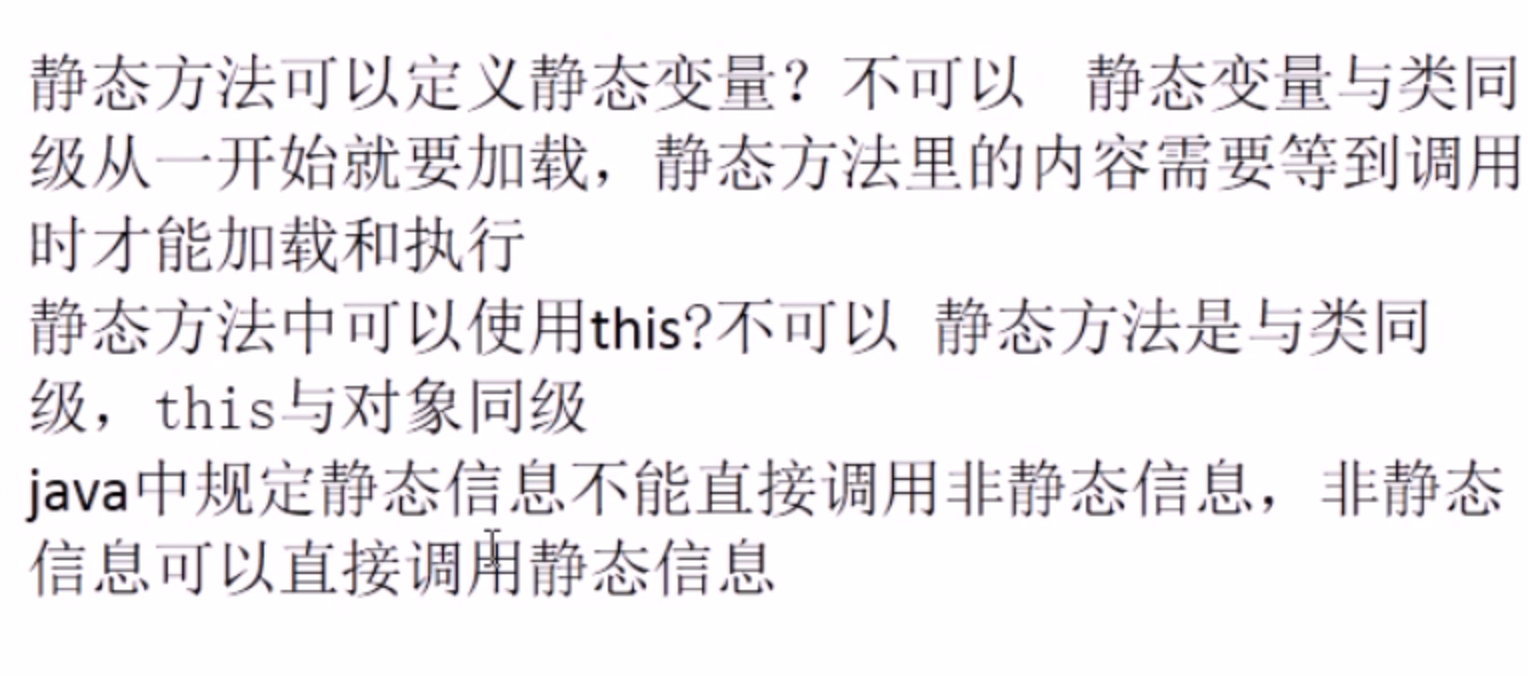 静态方法可以定义静态变量？不可以 静态变量与类同
级从一开始就要加载，静态方法里的内容需要等到调用
时才能加载和执行
静态方法中可以使用this?不可以 静态方法是与类同
级，this与对象同级
java中规定静态信息不能直接调用非静态信息，非静态
信息可以直接调用静态信息